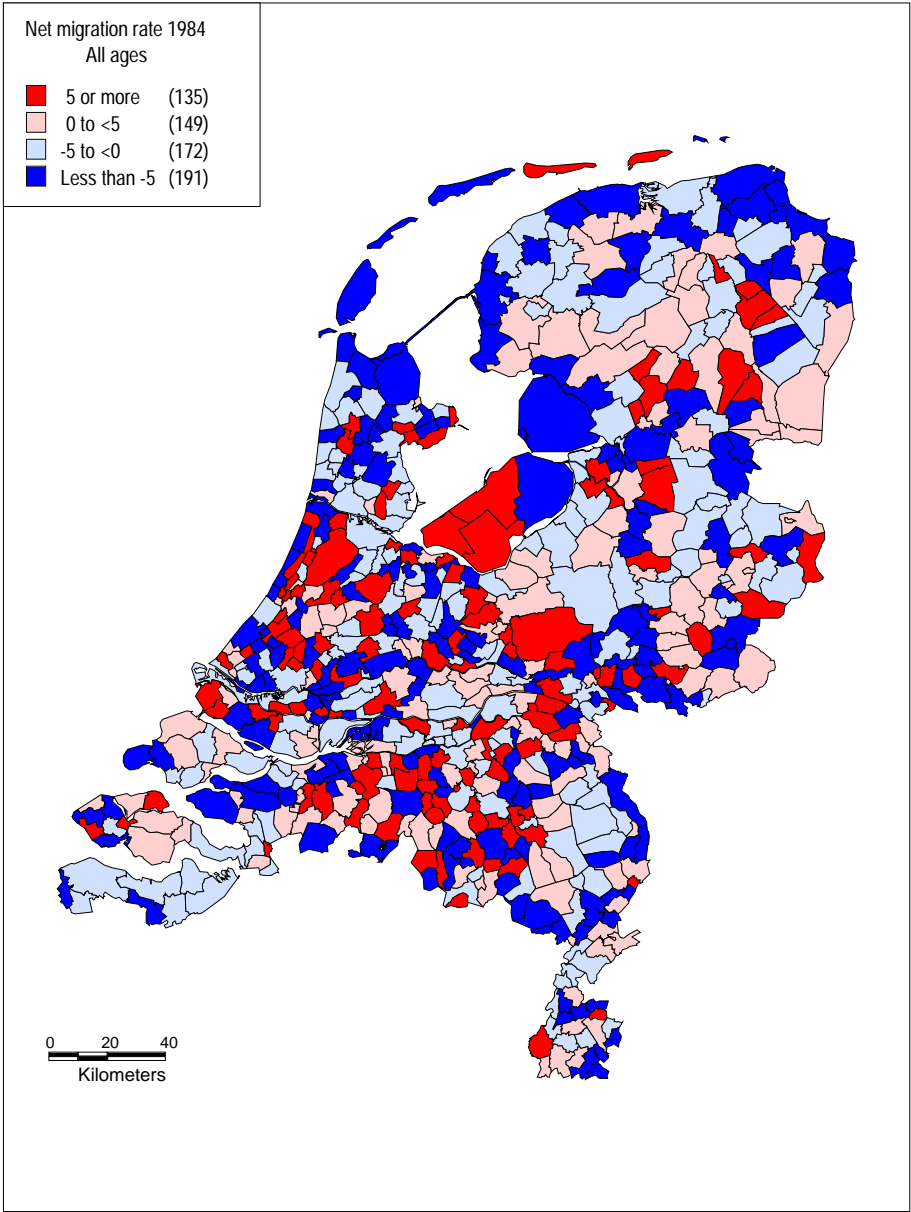 Net migration rate 1984
All ages
5 or more (135)
0 to <5 (149)
-5 to <0 (172)
Less than -5 (191)
0 20 40
Kilometers